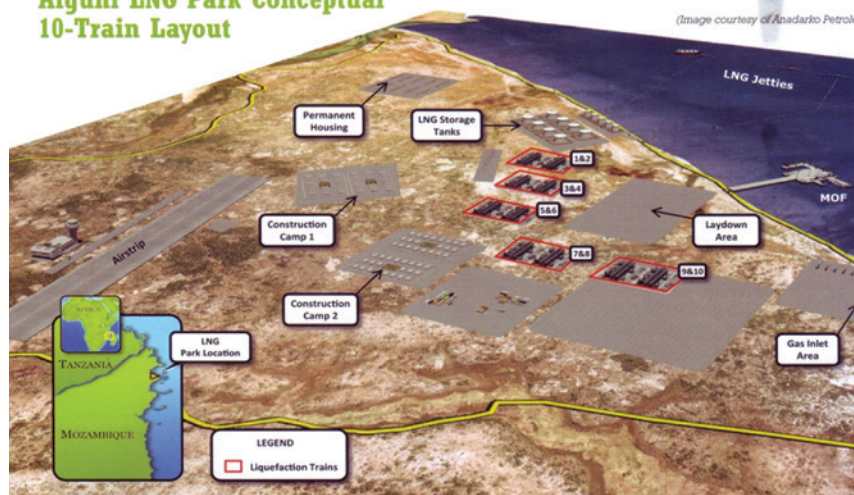 Afungi LNG Park Conceptual
10-Train Layout
(Image courtesy of Anadarko Petrole
LNG Jetties
Permanent
Housing
LNG Storage
Tanks
1&2
3&4
5&6
MOF
Construction
Camp 1
Laydown
Area
Airstrip
7&8
9&10
Construction
Camp 2
Gas Inlet
Area
AFRICA
LNG
Park Location
TANZANIA
MOZAMBIQUE
LEGEND
Liquefaction Trains